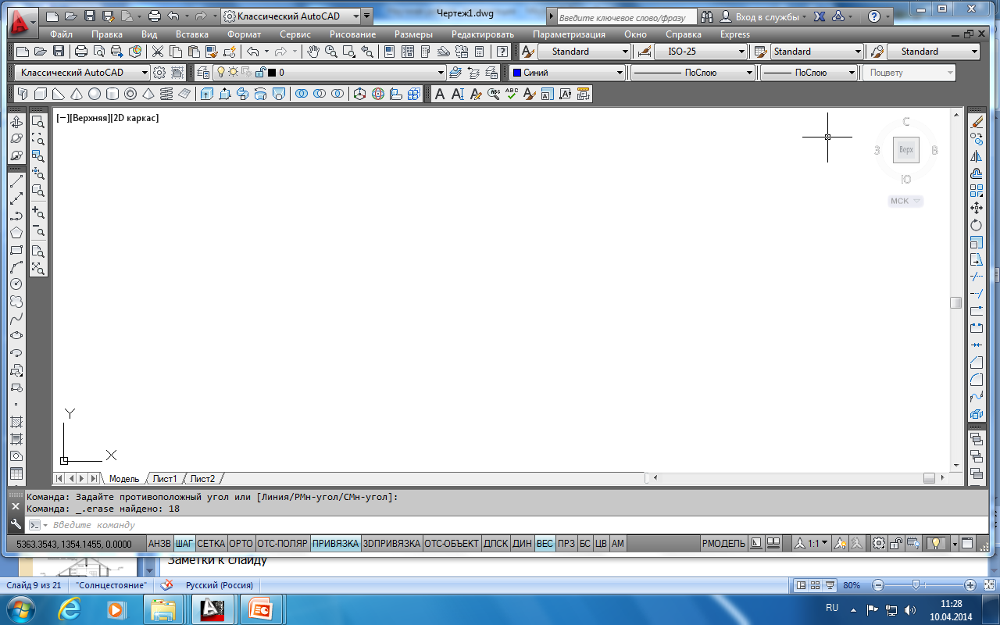 Классический AutoCAD
Чертеж1.dwg
Введите ключевое слово/фразу
Вход в службы
Файл Правка Вид Вставка Формат Сервис Рисование Размеры Редактировать Параметризация Окно Справка Express
Standard ISO-25 Standard Standard
Классический AutoCAD 0 Синий ПоСлою ПоСлою Поцвету
[−][Верхняя][2D каркас]
С
З Верх В
Ю
МСК
Y
X
Модель Лист1 Лист2
Команда: Задайте противоположный угол или [Линия/РМн-угол/СМн-угол]:
Команда: _.erase найдено: 18
Введите команду
5363.3543, 1354.1455, 0.0000 АНЗВ ШАГ СЕТКА ОРТО ОТС-ПОЛЯР ПРИВЯЗКА 3DПРИВЯЗКА ОТС-ОБЪЕКТ ДПСК ДИН ВЕС ПРЗ БС ЦВ АМ РМОДЕЛЬ 1:1
Заметки к слайду
Слайд 9 из 21 "Солнцестояние" Русский (Россия) 80%
RU 11:28
10.04.2014